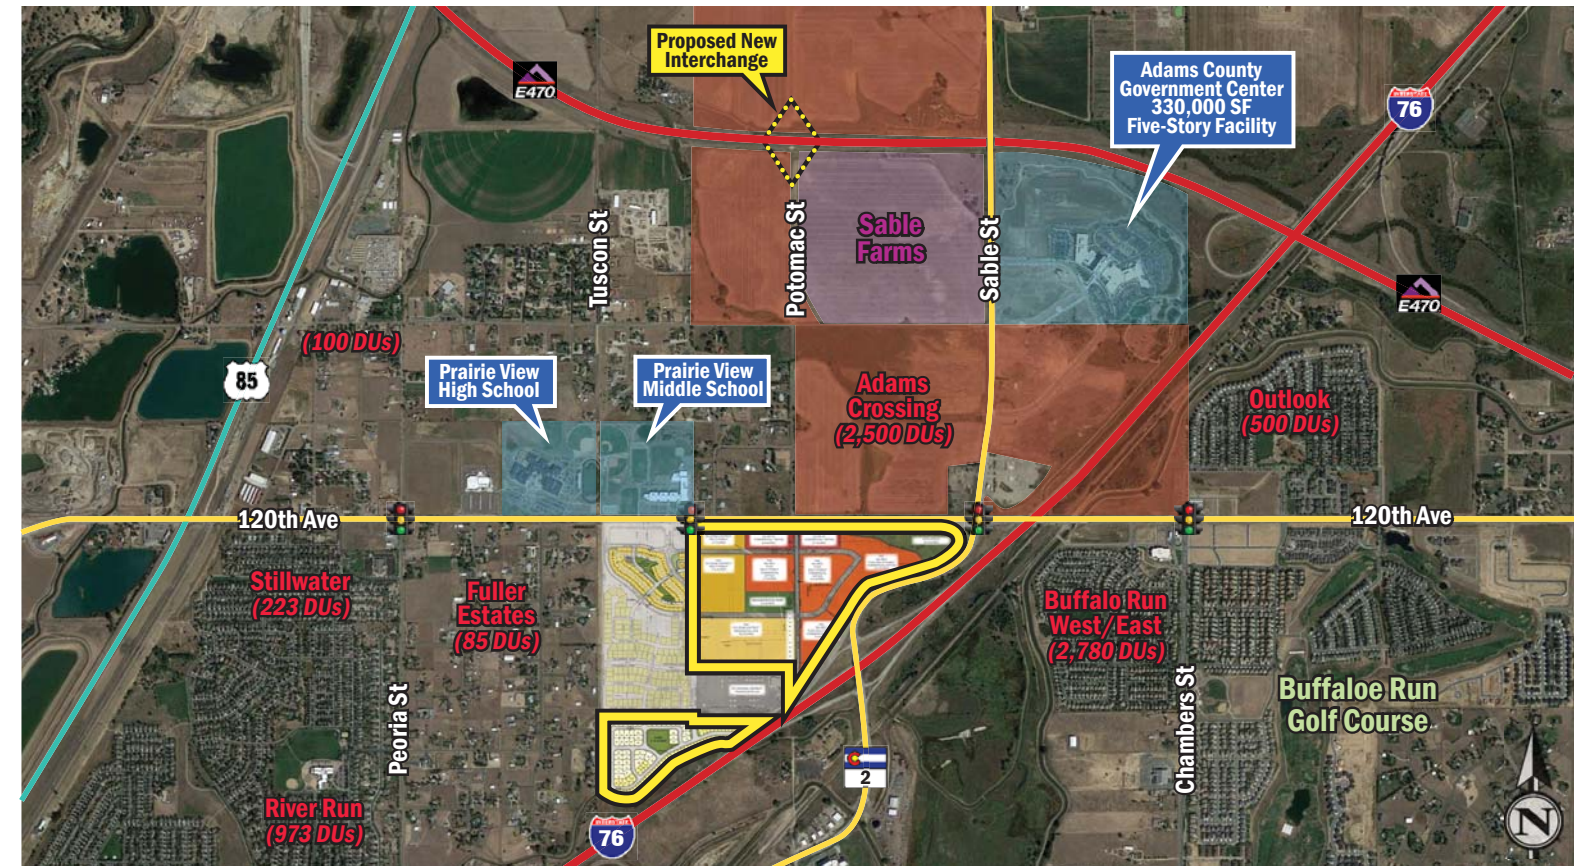 Proposed New
Interchange
E470
Adams County
Government Center
330,000 SF
Five-Story Facility
76
Tuscon St
Potomac St
Sable
Farms
Sable St
E470
(100 DUs)
85
Prairie View
High School
Prairie View
Middle School
Adams
Crossing
(2,500 DUs)
Outlook
(500 DUs)
120th Ave
120th Ave
Stillwater
(223 DUs)
Fuller
Estates
(85 DUs)
Buffalo Run
West/East
(2,780 DUs)
Peoria St
Chambers St
Buffaloe Run
Golf Course
2
River Run
(973 DUs)
76
N